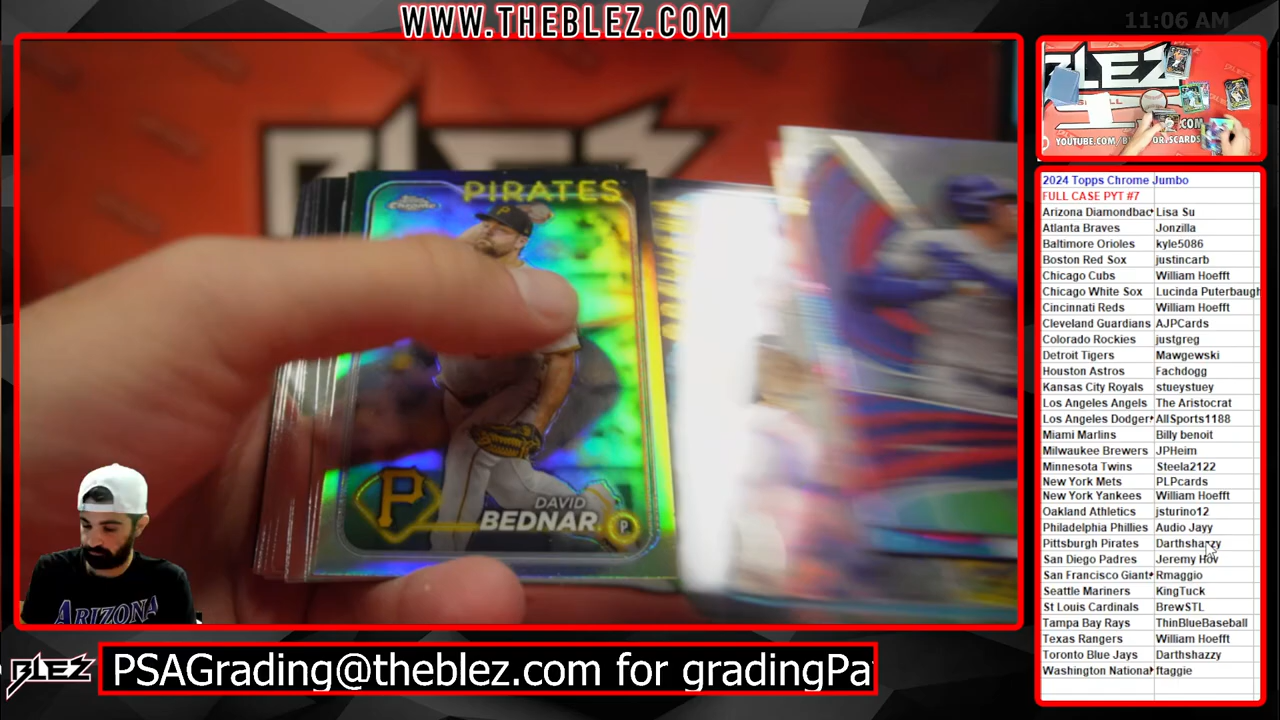 WWW.THEBLEZ.COM
11:06 AM
BLEZ
PIRATES
Topps Chrome
P
DAVID
BEDNAR
P
ARIZONA
BLEZ
PSAGrading@theblez.com for gradingPa
BLEZ
.COM
YOUTUBE.COM/
2024 Topps Chrome Jumbo
FULL CASE PYT #7
Arizona Diamondbac Lisa Su
Atlanta Braves Jonzilla
Baltimore Orioles kyle5086
Boston Red Sox justincarb
Chicago Cubs William Hoefft
Chicago White Sox Lucinda Puterbaugh
Cincinnati Reds William Hoefft
Cleveland Guardians AJPCards
Colorado Rockies justgreg
Detroit Tigers Mawgewski
Houston Astros Fachdogg
Kansas City Royals stueystuey
Los Angeles Angels The Aristocrat
Los Angeles Dodger AllSports1188
Miami Marlins Billy benoit
Milwaukee Brewers JPHeim
Minnesota Twins Steela2122
New York Mets PLPcards
New York Yankees William Hoefft
Oakland Athletics jsturino12
Philadelphia Phillies Audio Jayy
Pittsburgh Pirates Darthshazzy
San Diego Padres Jeremy Hov
San Francisco Giant Rmaggio
Seattle Mariners KingTuck
St Louis Cardinals BrewSTL
Tampa Bay Rays ThinBlueBaseball
Texas Rangers William Hoefft
Toronto Blue Jays Darthshazzy
Washington National ftaggie